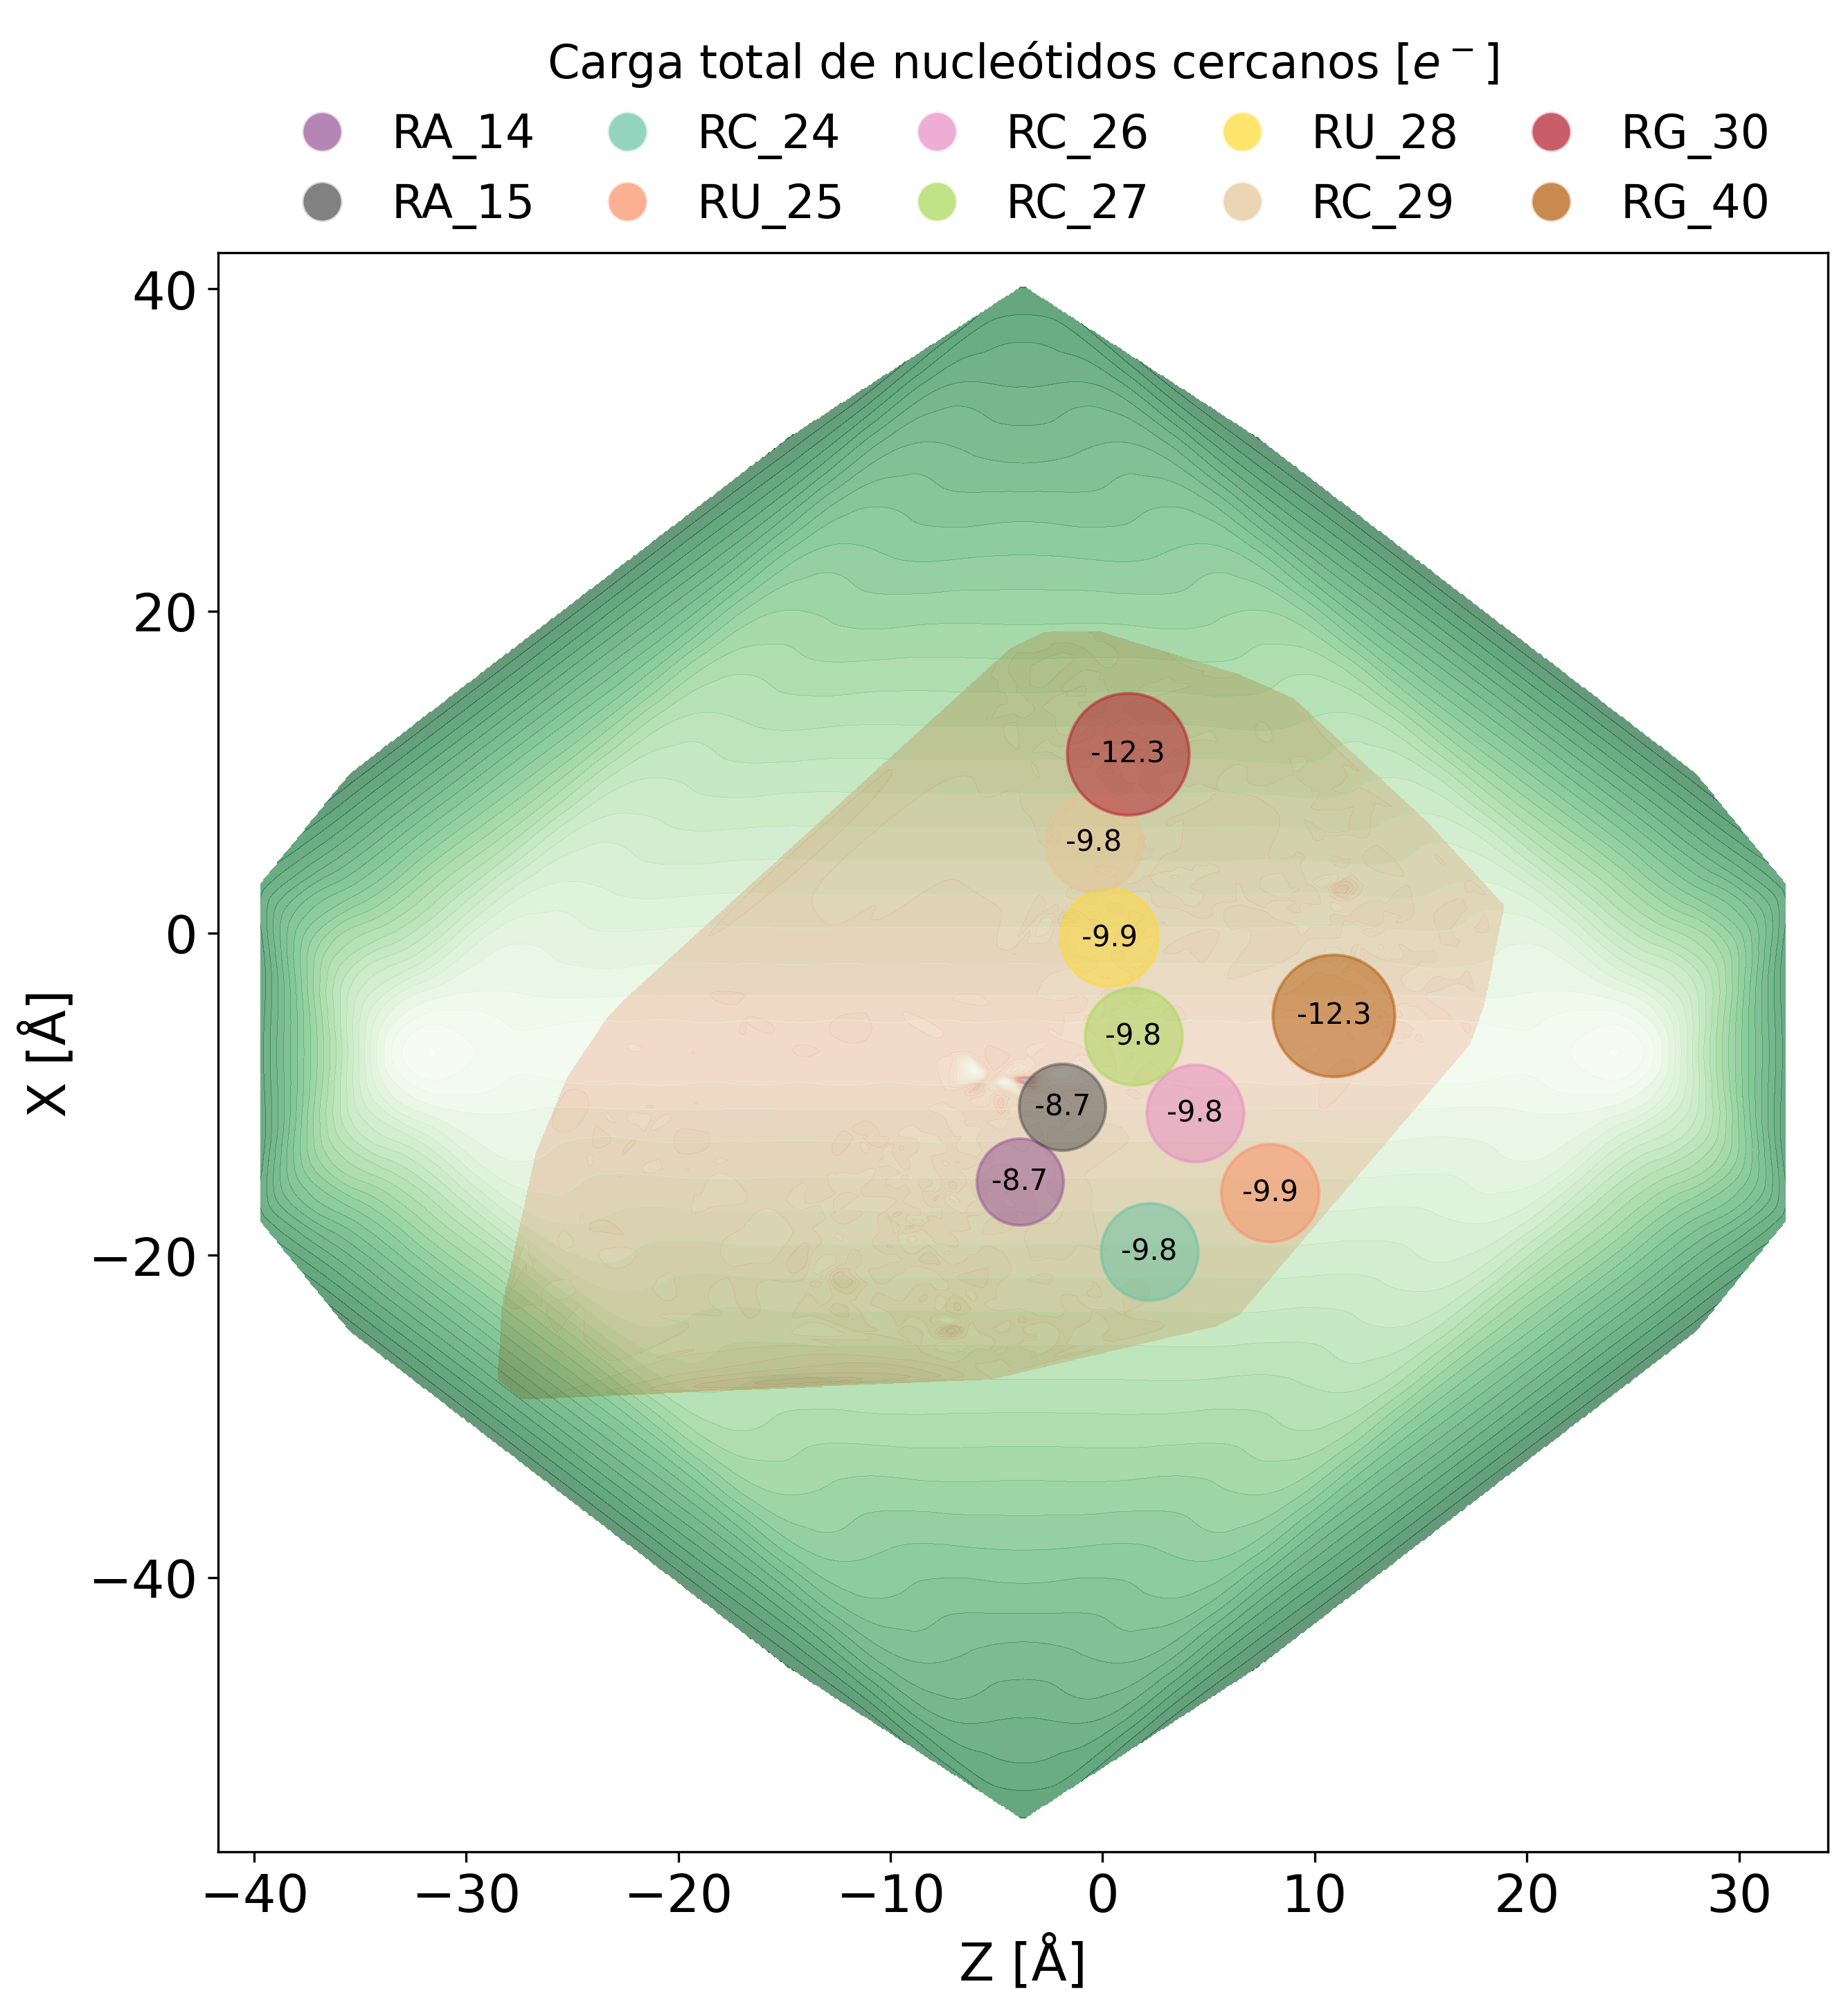 Carga total de nucleótidos cercanos [e⁻]
RA_14 RC_24 RC_26 RU_28 RG_30
RA_15 RU_25 RC_27 RC_29 RG_40
40
20
0
−20
−40
X [Å]
-12.3
-9.8
-9.9
-12.3
-9.8
-8.7
-9.8
-8.7
-9.9
-9.8
−40 −30 −20 −10 0 10 20 30
Z [Å]